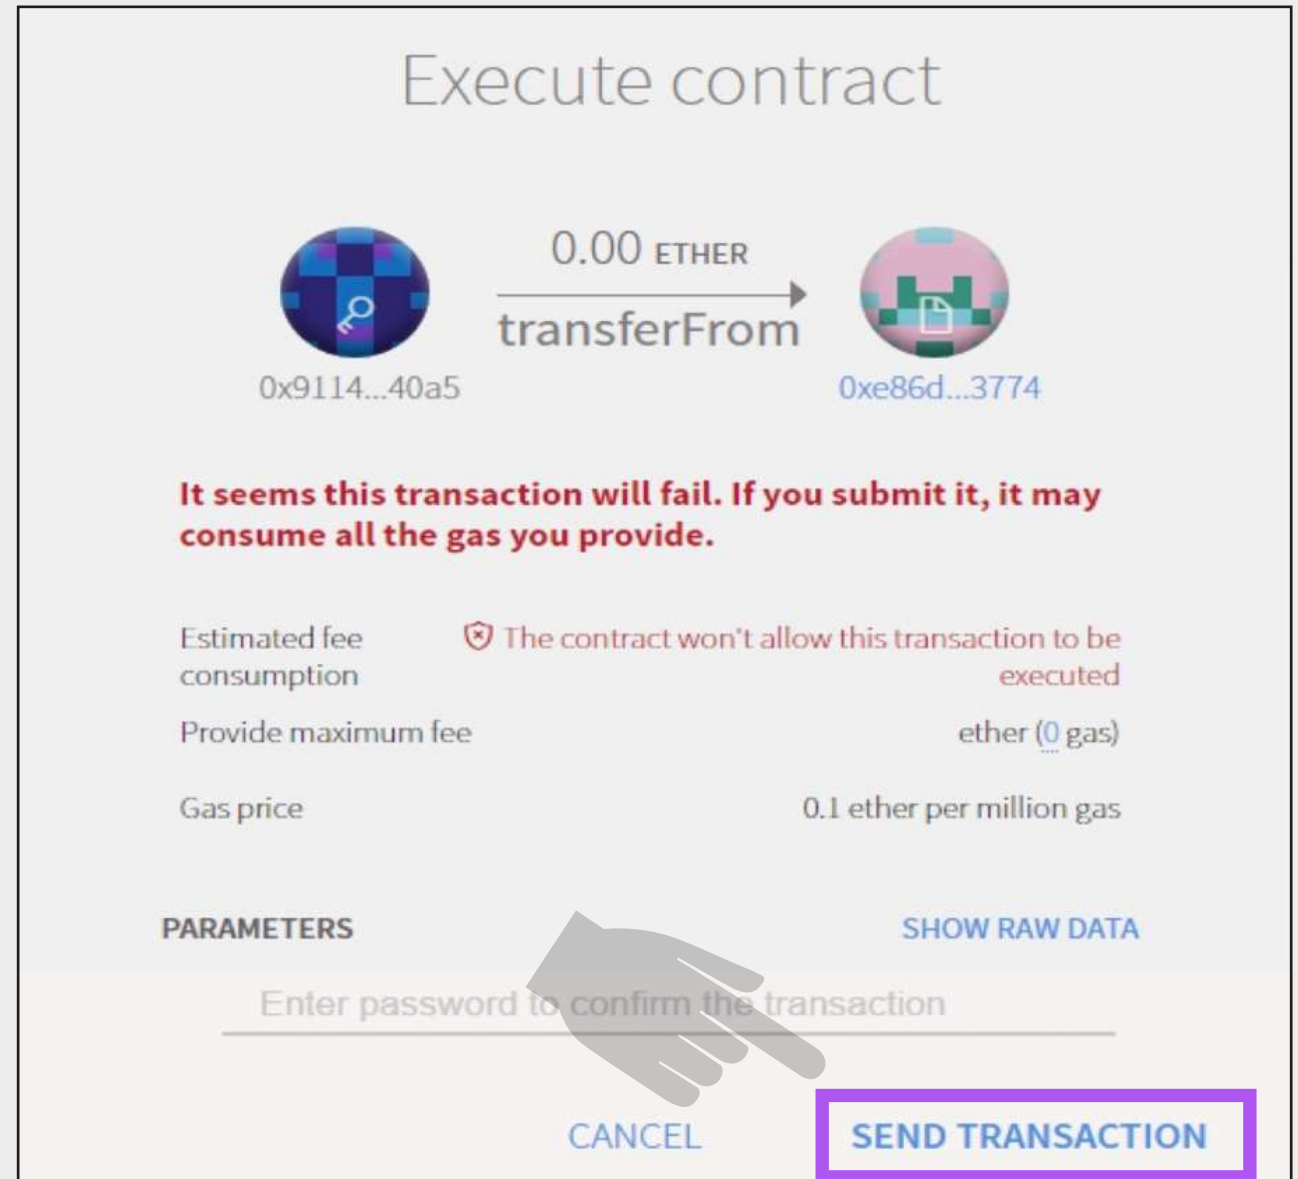 Execute contract
0.00 ETHER
transferFrom
0x9114...40a5
0xe86d...3774
It seems this transaction will fail. If you submit it, it may
consume all the gas you provide.
Estimated fee
consumption
The contract won't allow this transaction to be
executed
Provide maximum fee
ether (0 gas)
Gas price
0.1 ether per million gas
PARAMETERS
SHOW RAW DATA
Enter password to confirm the transaction
CANCEL
SEND TRANSACTION